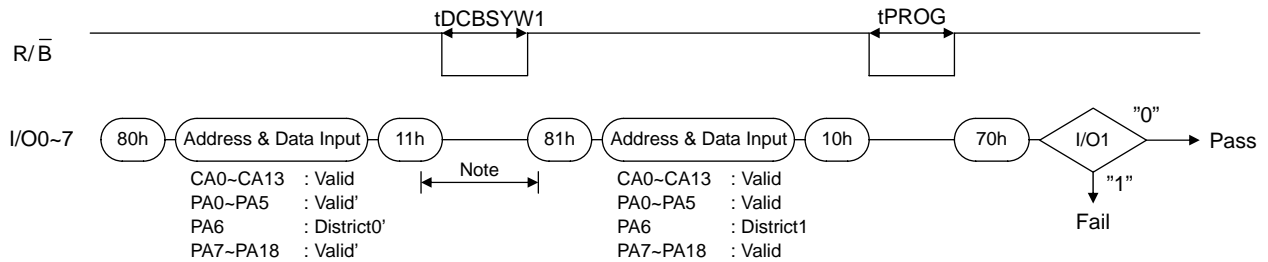 tDCBSYW1
tPROG
R/B̅
I/O0~7
80h
Address & Data Input
11h
81h
Address & Data Input
10h
70h
I/O1
"0"
Pass
"1"
Fail
Note
CA0~CA13 : Valid
PA0~PA5 : Valid'
PA6 : District0'
PA7~PA18 : Valid'
CA0~CA13 : Valid
PA0~PA5 : Valid
PA6 : District1
PA7~PA18 : Valid